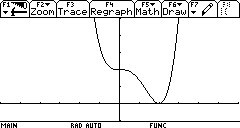 F1 F2 Zoom F3 Trace F4 Regraph F5 Math F6 Draw F7
MAIN RAD AUTO FUNC